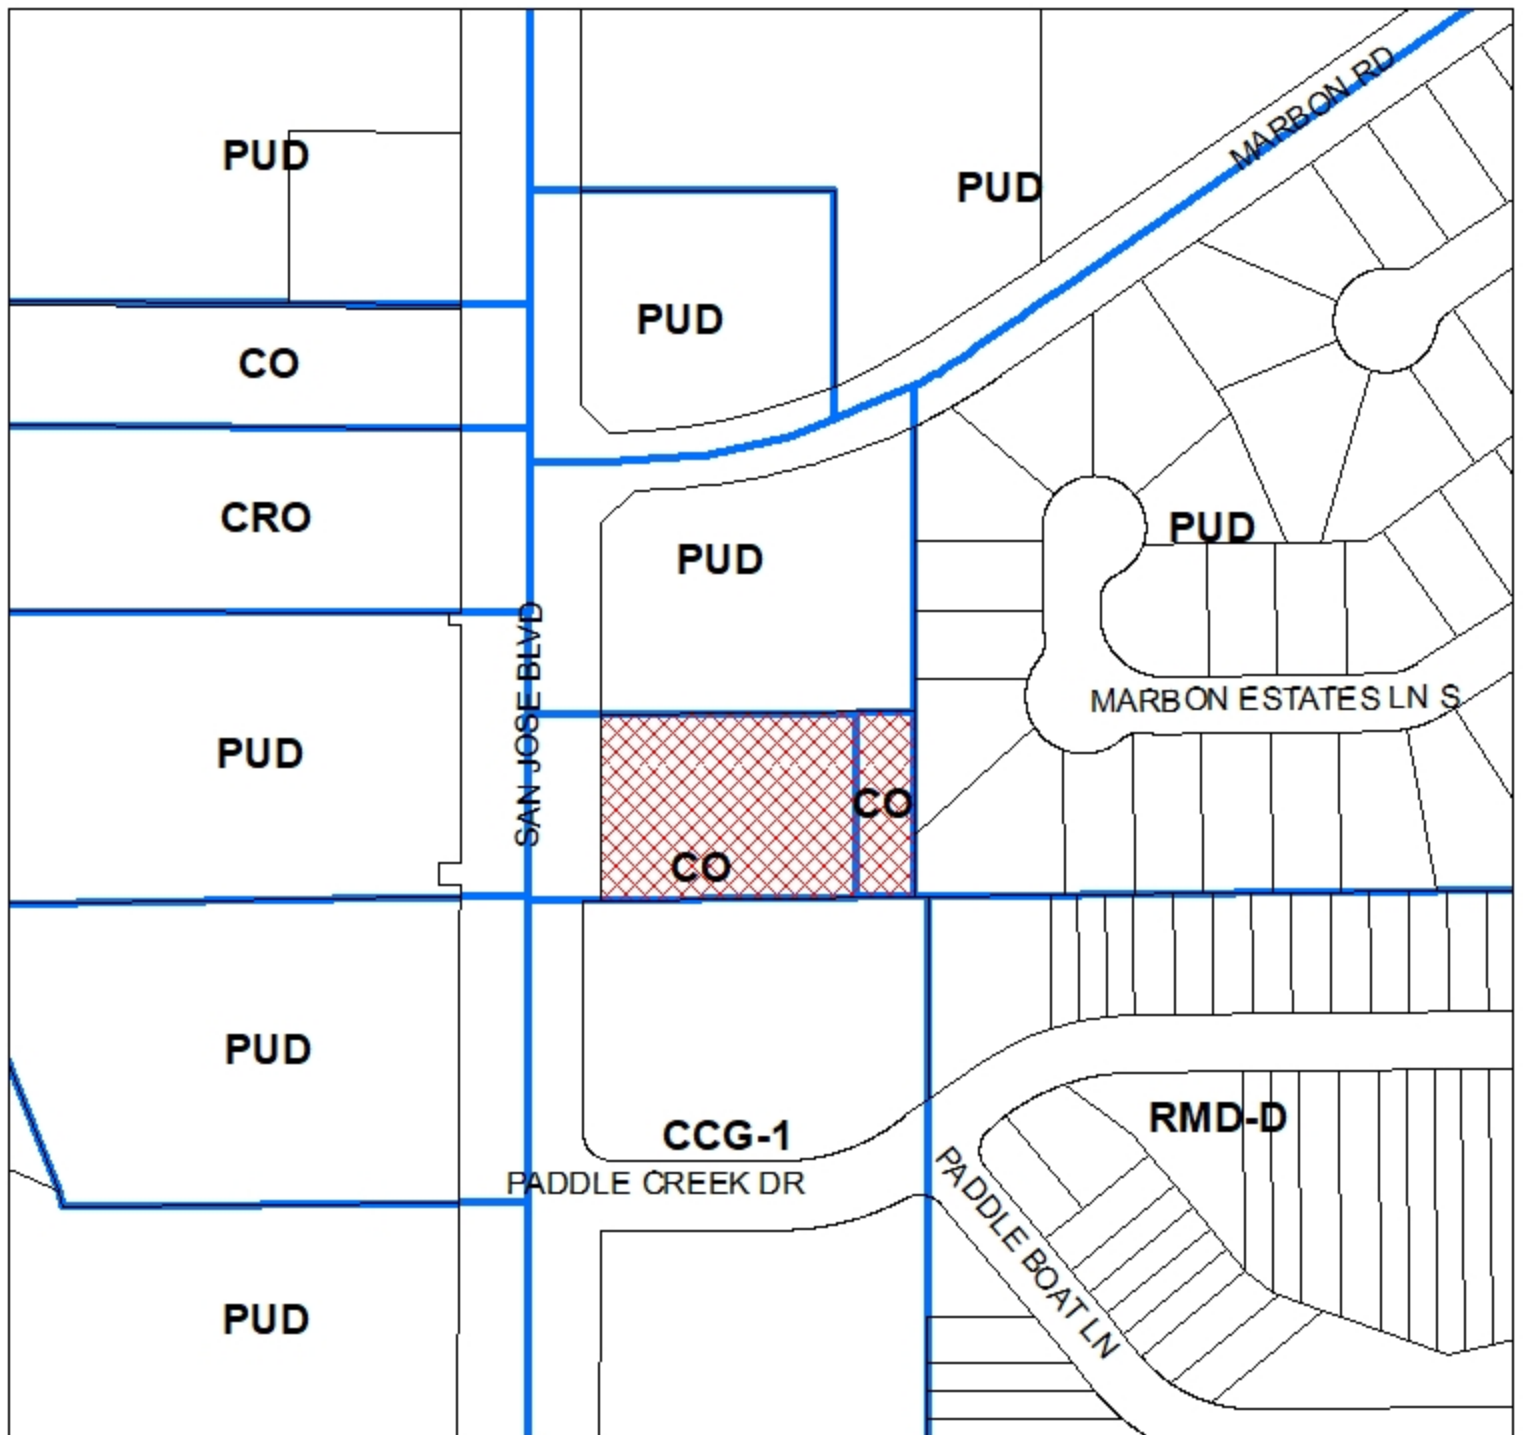 MARBON RD
PUD
PUD
PUD
CO
CRO
PUD
PUD
SAN JOSE BLVD
MARBON ESTATES LN S
PUD
CO
CO
PUD
CCG-1
RMD-D
PADDLE CREEK DR
PADDLE BOAT LN
PUD
PUD